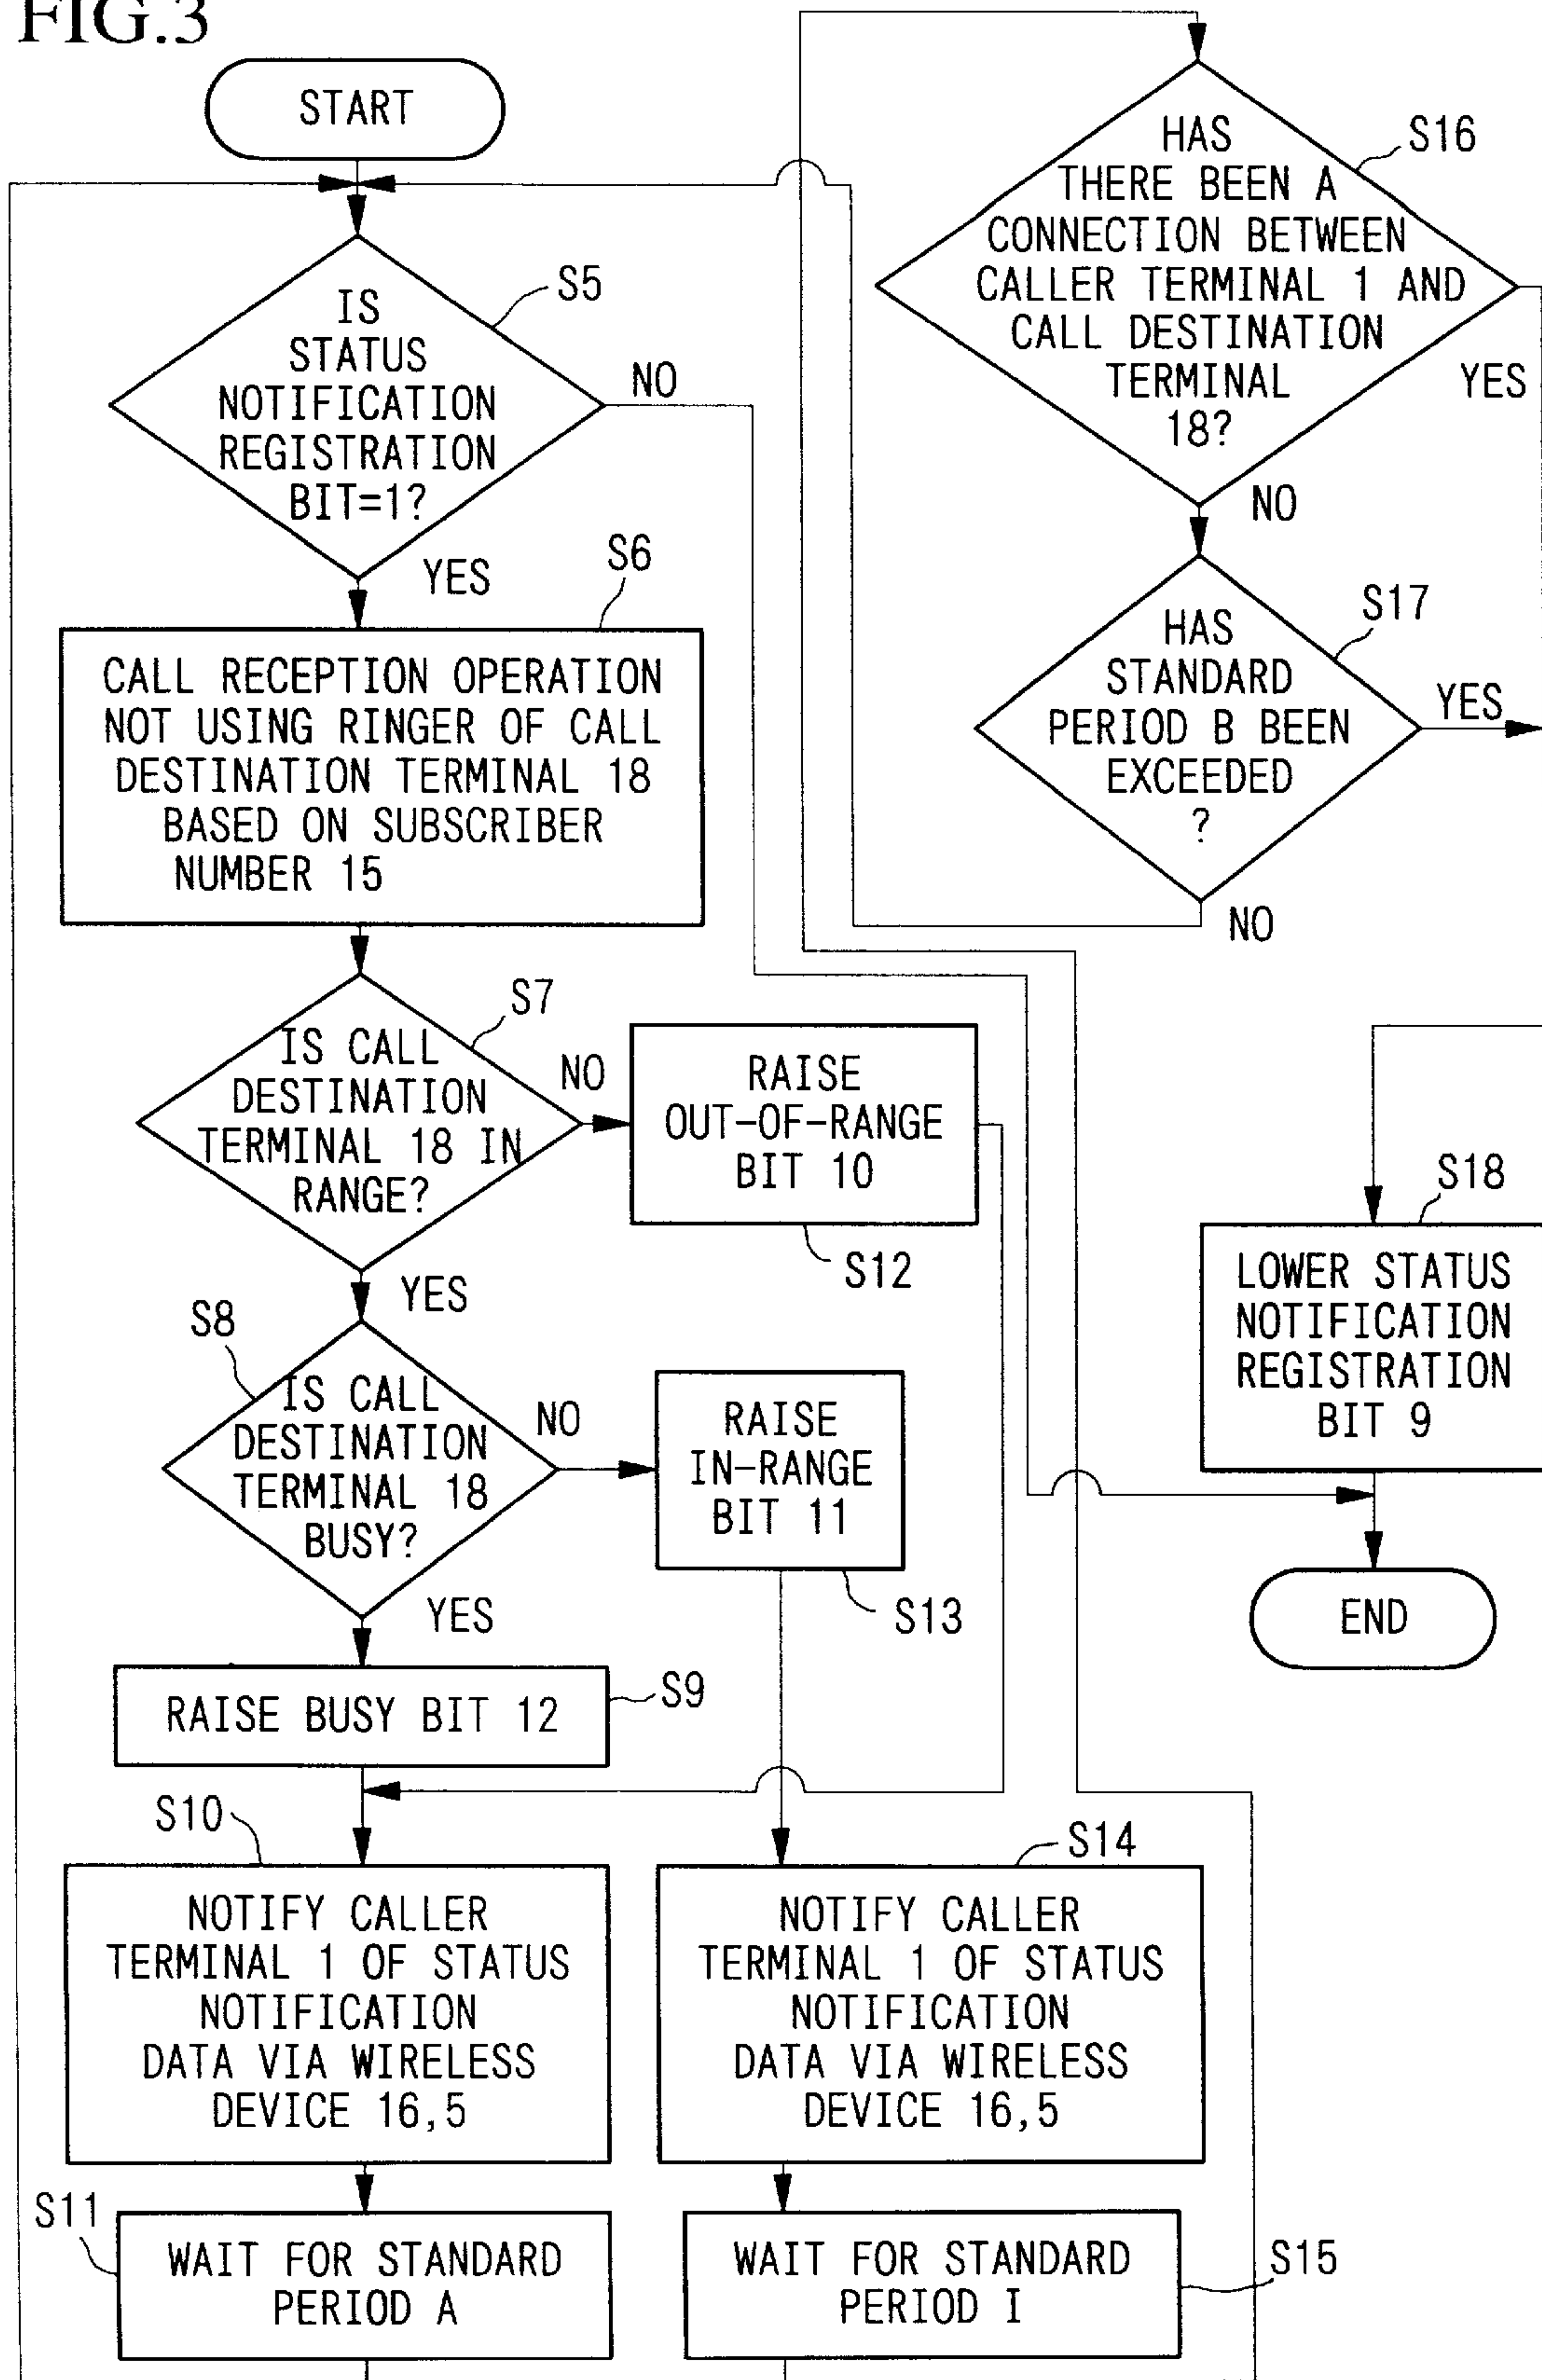 FIG.3
START
IS
STATUS
NOTIFICATION
REGISTRATION
BIT=1?
S5
NO
YES
S6
CALL RECEPTION OPERATION
NOT USING RINGER OF CALL
DESTINATION TERMINAL 18
BASED ON SUBSCRIBER
NUMBER 15
S7
IS CALL
DESTINATION
TERMINAL 18 IN
RANGE?
NO
YES
RAISE
OUT-OF-RANGE
BIT 10
S12
S8
IS CALL
DESTINATION
TERMINAL 18
BUSY?
NO
YES
RAISE
IN-RANGE
BIT 11
S13
RAISE BUSY BIT 12
S9
S10
NOTIFY CALLER
TERMINAL 1 OF STATUS
NOTIFICATION
DATA VIA WIRELESS
DEVICE 16,5
S11
WAIT FOR STANDARD
PERIOD A
S14
NOTIFY CALLER
TERMINAL 1 OF STATUS
NOTIFICATION
DATA VIA WIRELESS
DEVICE 16,5
WAIT FOR STANDARD
PERIOD I
S15
HAS
THERE BEEN A
CONNECTION BETWEEN
CALLER TERMINAL 1 AND
CALL DESTINATION
TERMINAL
18?
S16
YES
NO
S17
HAS
STANDARD
PERIOD B BEEN
EXCEEDED
?
YES
NO
S18
LOWER STATUS
NOTIFICATION
REGISTRATION
BIT 9
END